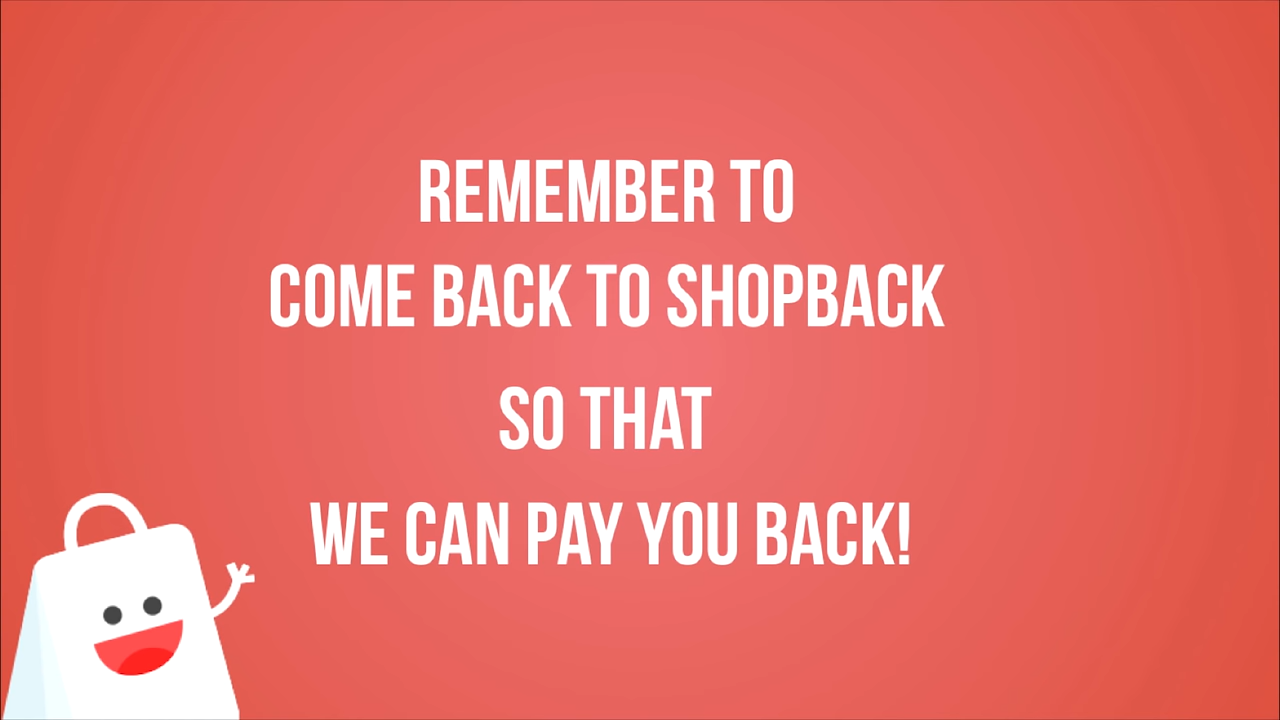 REMEMBER TO
COME BACK TO SHOPBACK
SO THAT
WE CAN PAY YOU BACK!